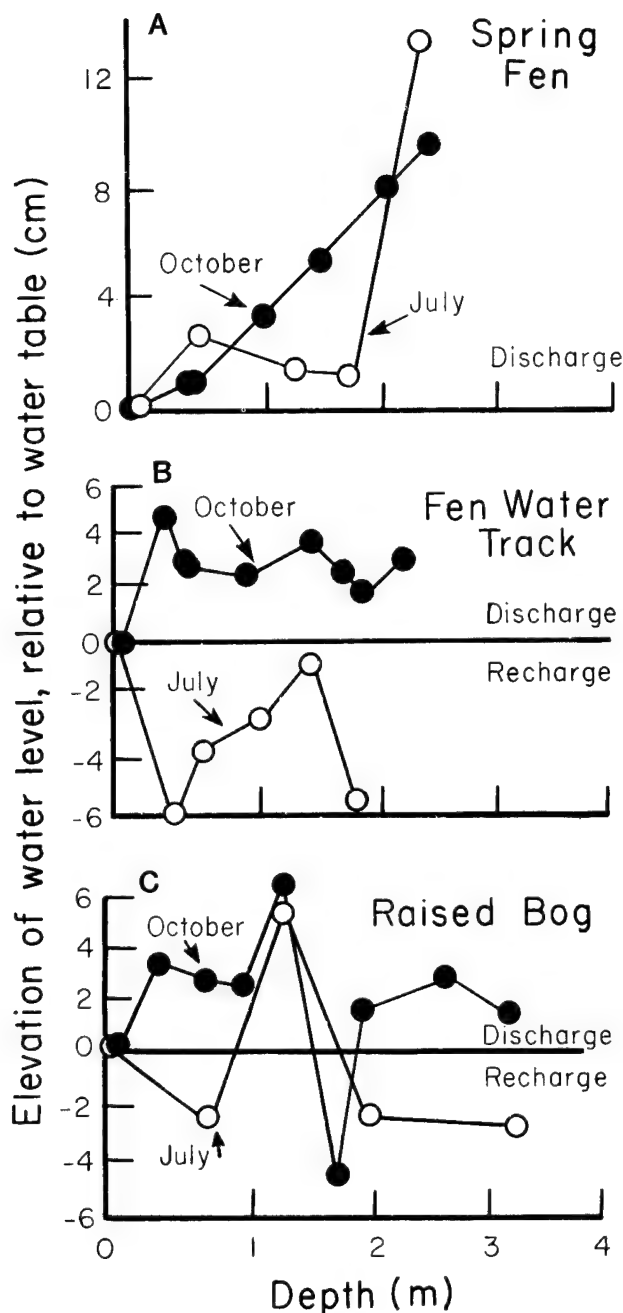 Elevation of water level, relative to water table (cm)
A
Spring
Fen
12
8
4
0
October
July
Discharge
B
Fen Water
Track
6
4
2
0
-2
-4
-6
October
Discharge
Recharge
July
C
Raised Bog
6
4
2
0
-2
-4
-6
October
Discharge
Recharge
July
0
1
2
3
4
Depth (m)